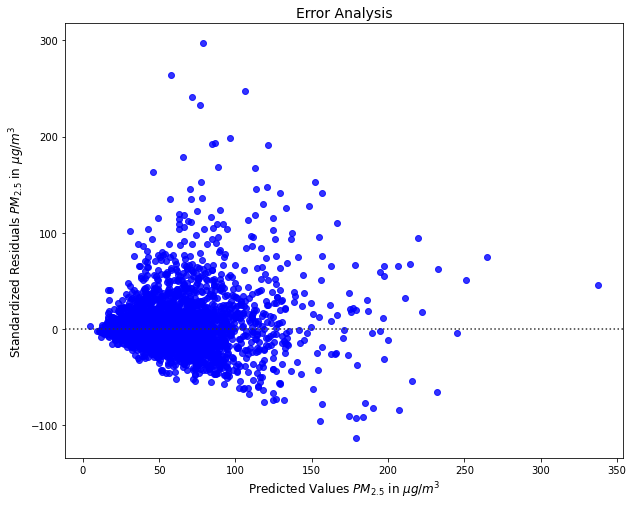 Error Analysis
300
200
100
0
−100
Standardized Residuals PM2.5 in μg/m³
0 50 100 150 200 250 300 350
Predicted Values PM2.5 in μg/m³